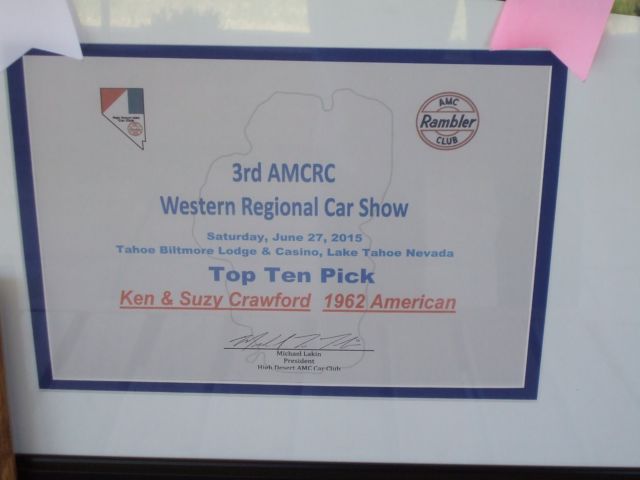 AMC
Rambler
CLUB
3rd AMCRC
Western Regional Car Show
Saturday, June 27, 2015
Tahoe Biltmore Lodge & Casino, Lake Tahoe Nevada
Top Ten Pick
Ken & Suzy Crawford 1962 American
Michael Lakin
President
High Desert AMC Car Club